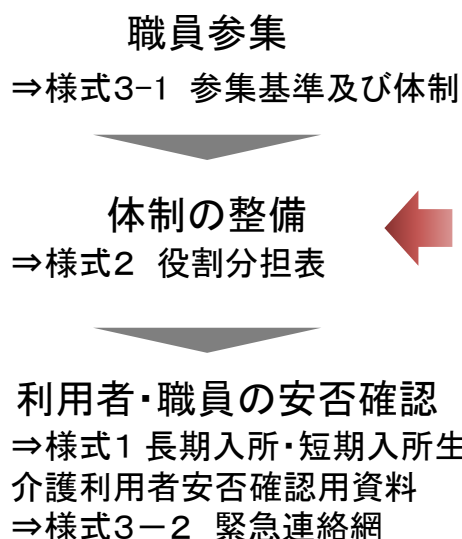 職員参集
⇒様式3-1 参集基準及び体制
体制の整備
⇒様式2 役割分担表
利用者・職員の安否確認
⇒様式1 長期入所・短期入所生
介護利用者安否確認用資料
⇒様式3－2 緊急連絡網